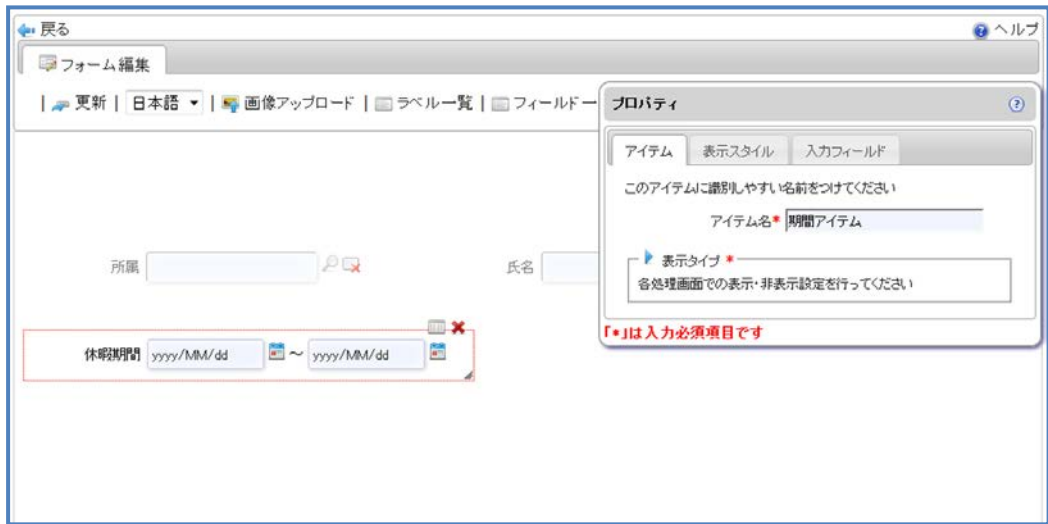 戻る
ヘルプ
フォーム編集
| 更新 | 日本語 | 画像アップロード | ラベル一覧 | フィールド一
プロパティ
アイテム 表示スタイル 入力フィールド
このアイテムに識別しやすい名前をつけてください
アイテム名* 期間アイテム
表示タイプ *
各処理画面での表示・非表示設定を行ってください
「*」は入力必須項目です
所属
氏名
休暇期間 yyyy/MM/dd ～ yyyy/MM/dd